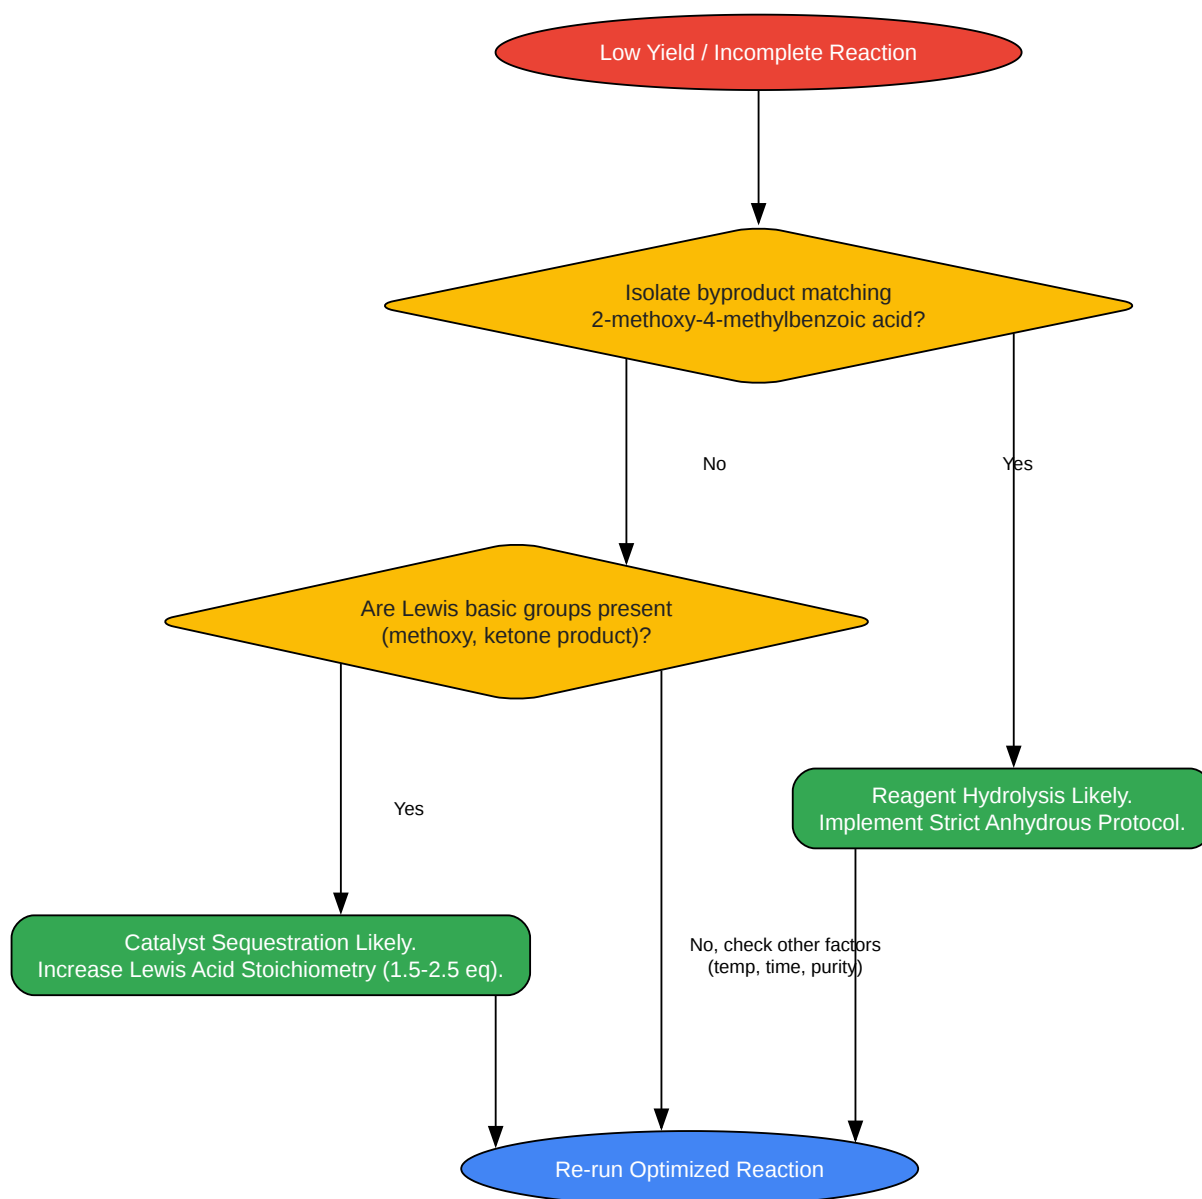 Low Yield / Incomplete Reaction
Isolate byproduct matching
2-methoxy-4-methylbenzoic acid?
No
Yes
Are Lewis basic groups present
(methoxy, ketone product)?
Reagent Hydrolysis Likely.
Implement Strict Anhydrous Protocol.
Yes
Catalyst Sequestration Likely.
Increase Lewis Acid Stoichiometry (1.5-2.5 eq).
No, check other factors
(temp, time, purity)
Re-run Optimized Reaction